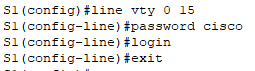 S1(config)#line vty 0 15
S1(config-line)#password cisco
S1(config-line)#login
S1(config-line)#exit